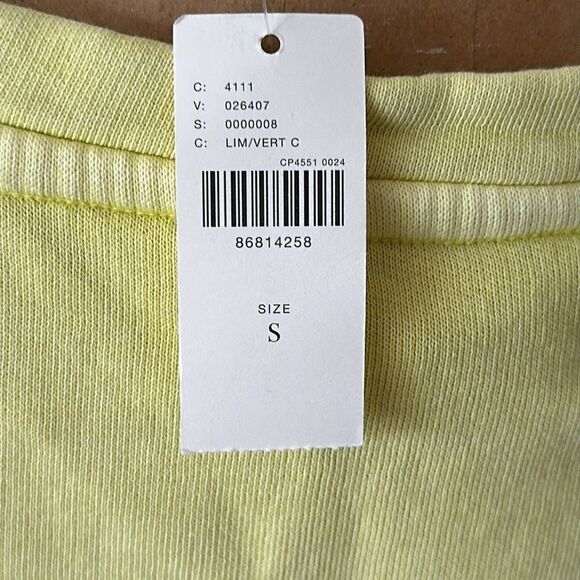 C: 4111
V: 026407
S: 0000008
C: LIM/VERT C
CP4551 0024
86814258
SIZE
S